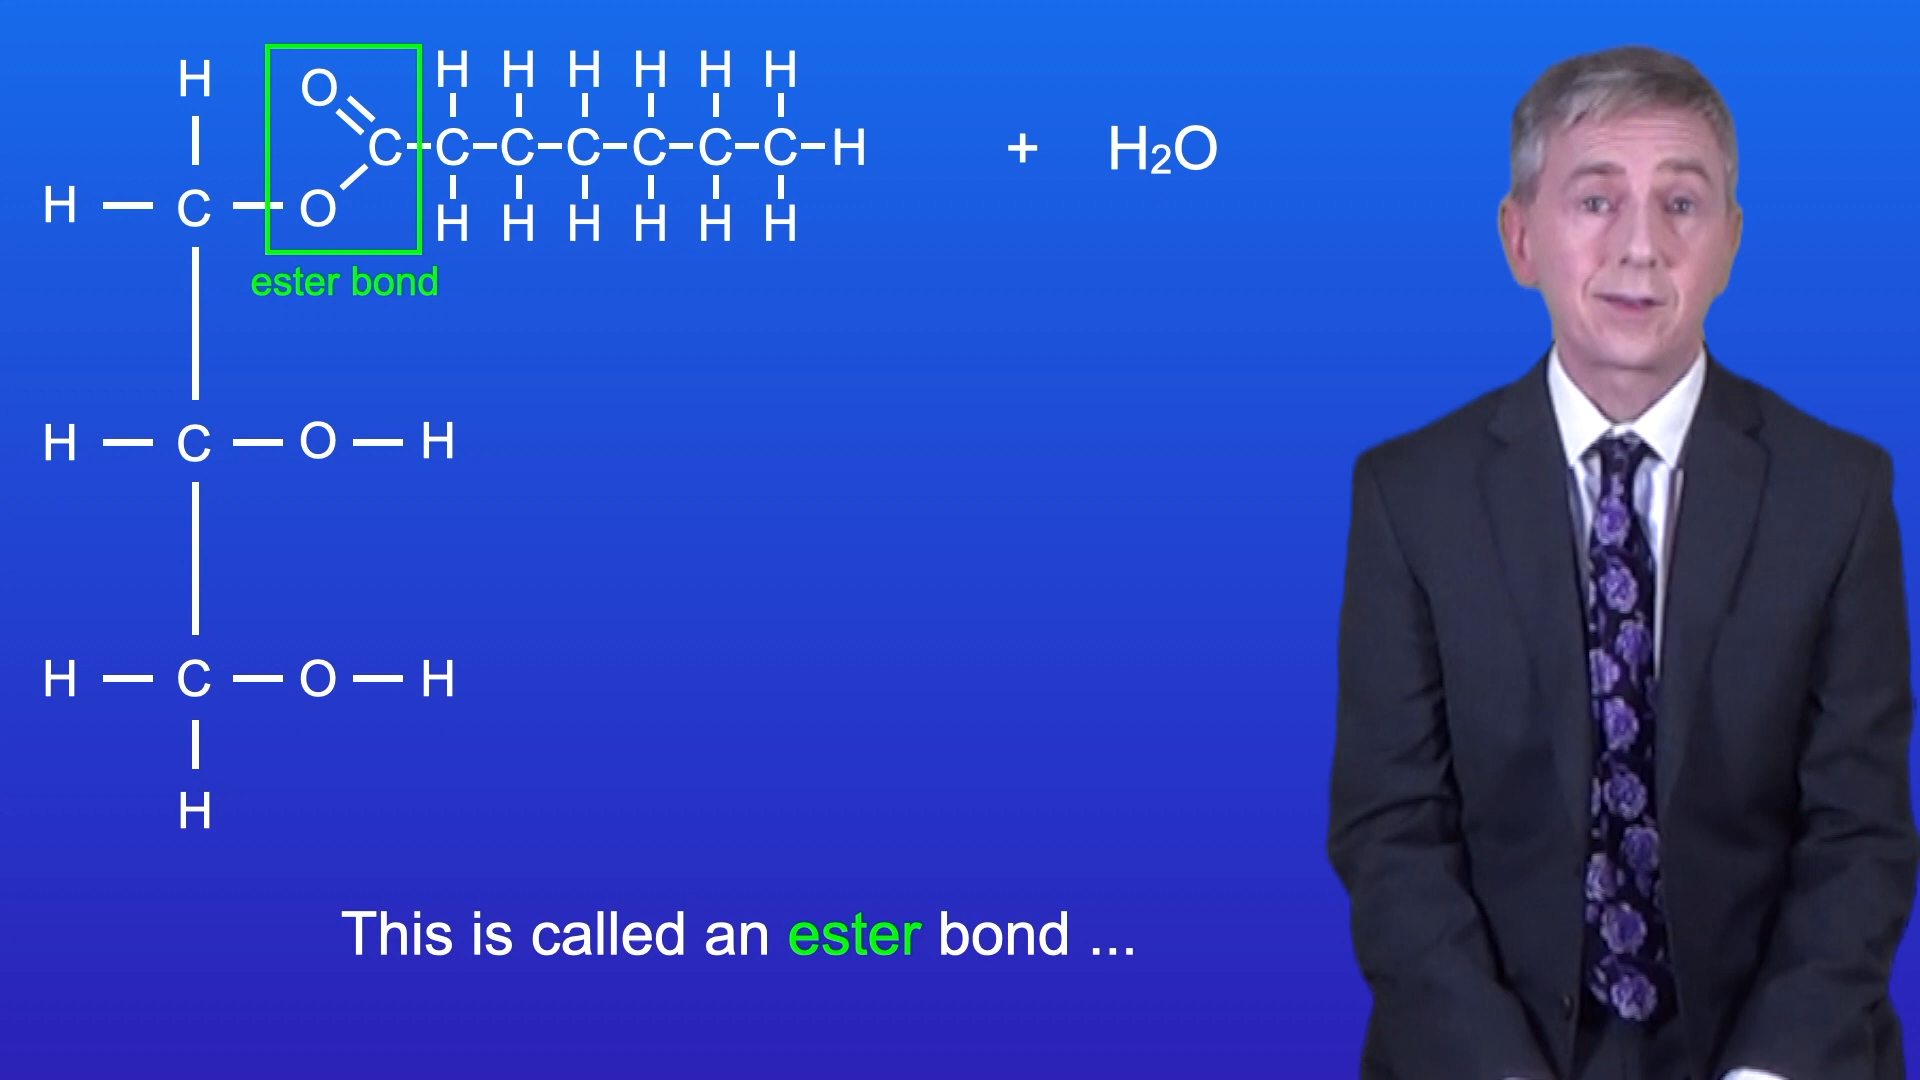 H
O H H H H H H
C C C C C C C H + H₂O
H C O H H H H H H
ester bond
H C O H
H C O H
H
This is called an ester bond ...